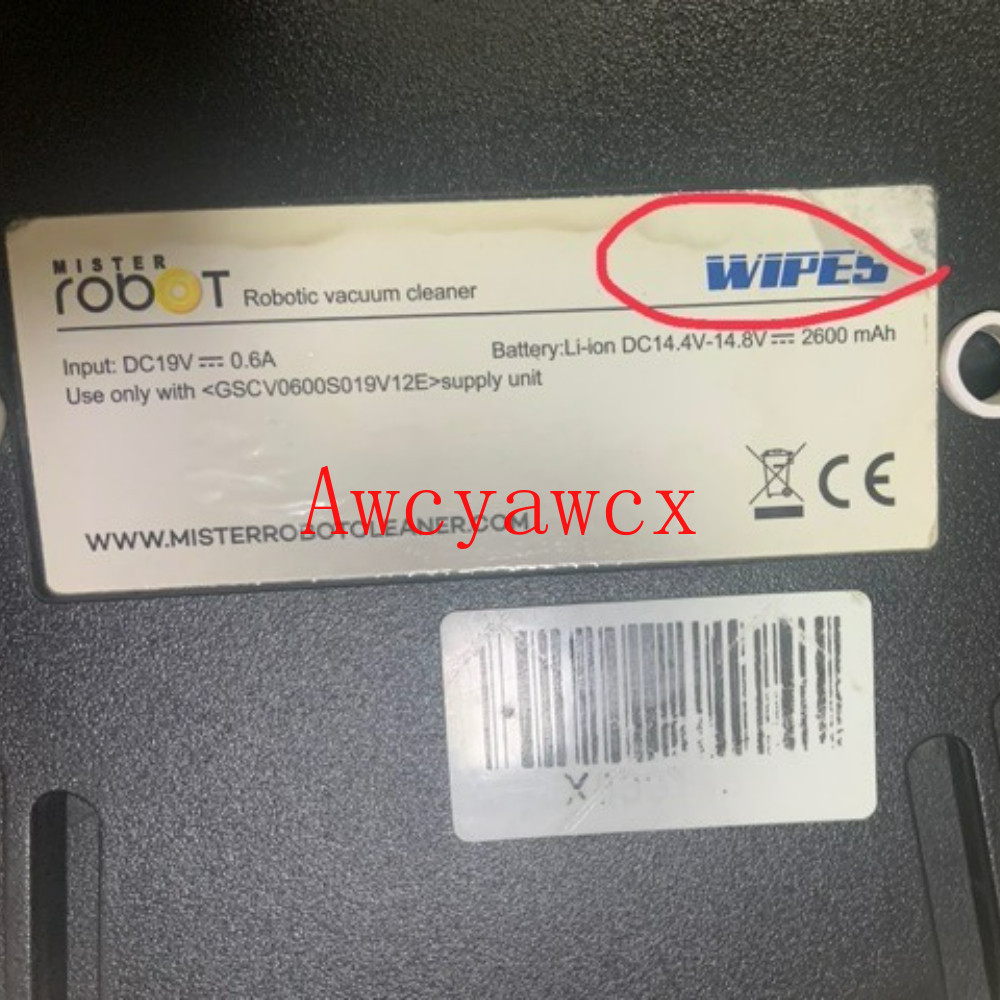 MISTER
robot Robotic vacuum cleaner
WIPES
Input: DC19V ⎓ 0.6A
Battery:Li-ion DC14.4V-14.8V ⎓ 2600 mAh
Use only with <GSCV0600S019V12E>supply unit
CE
Awcyawcx
WWW.MISTERROBOTCLEANER.COM
X